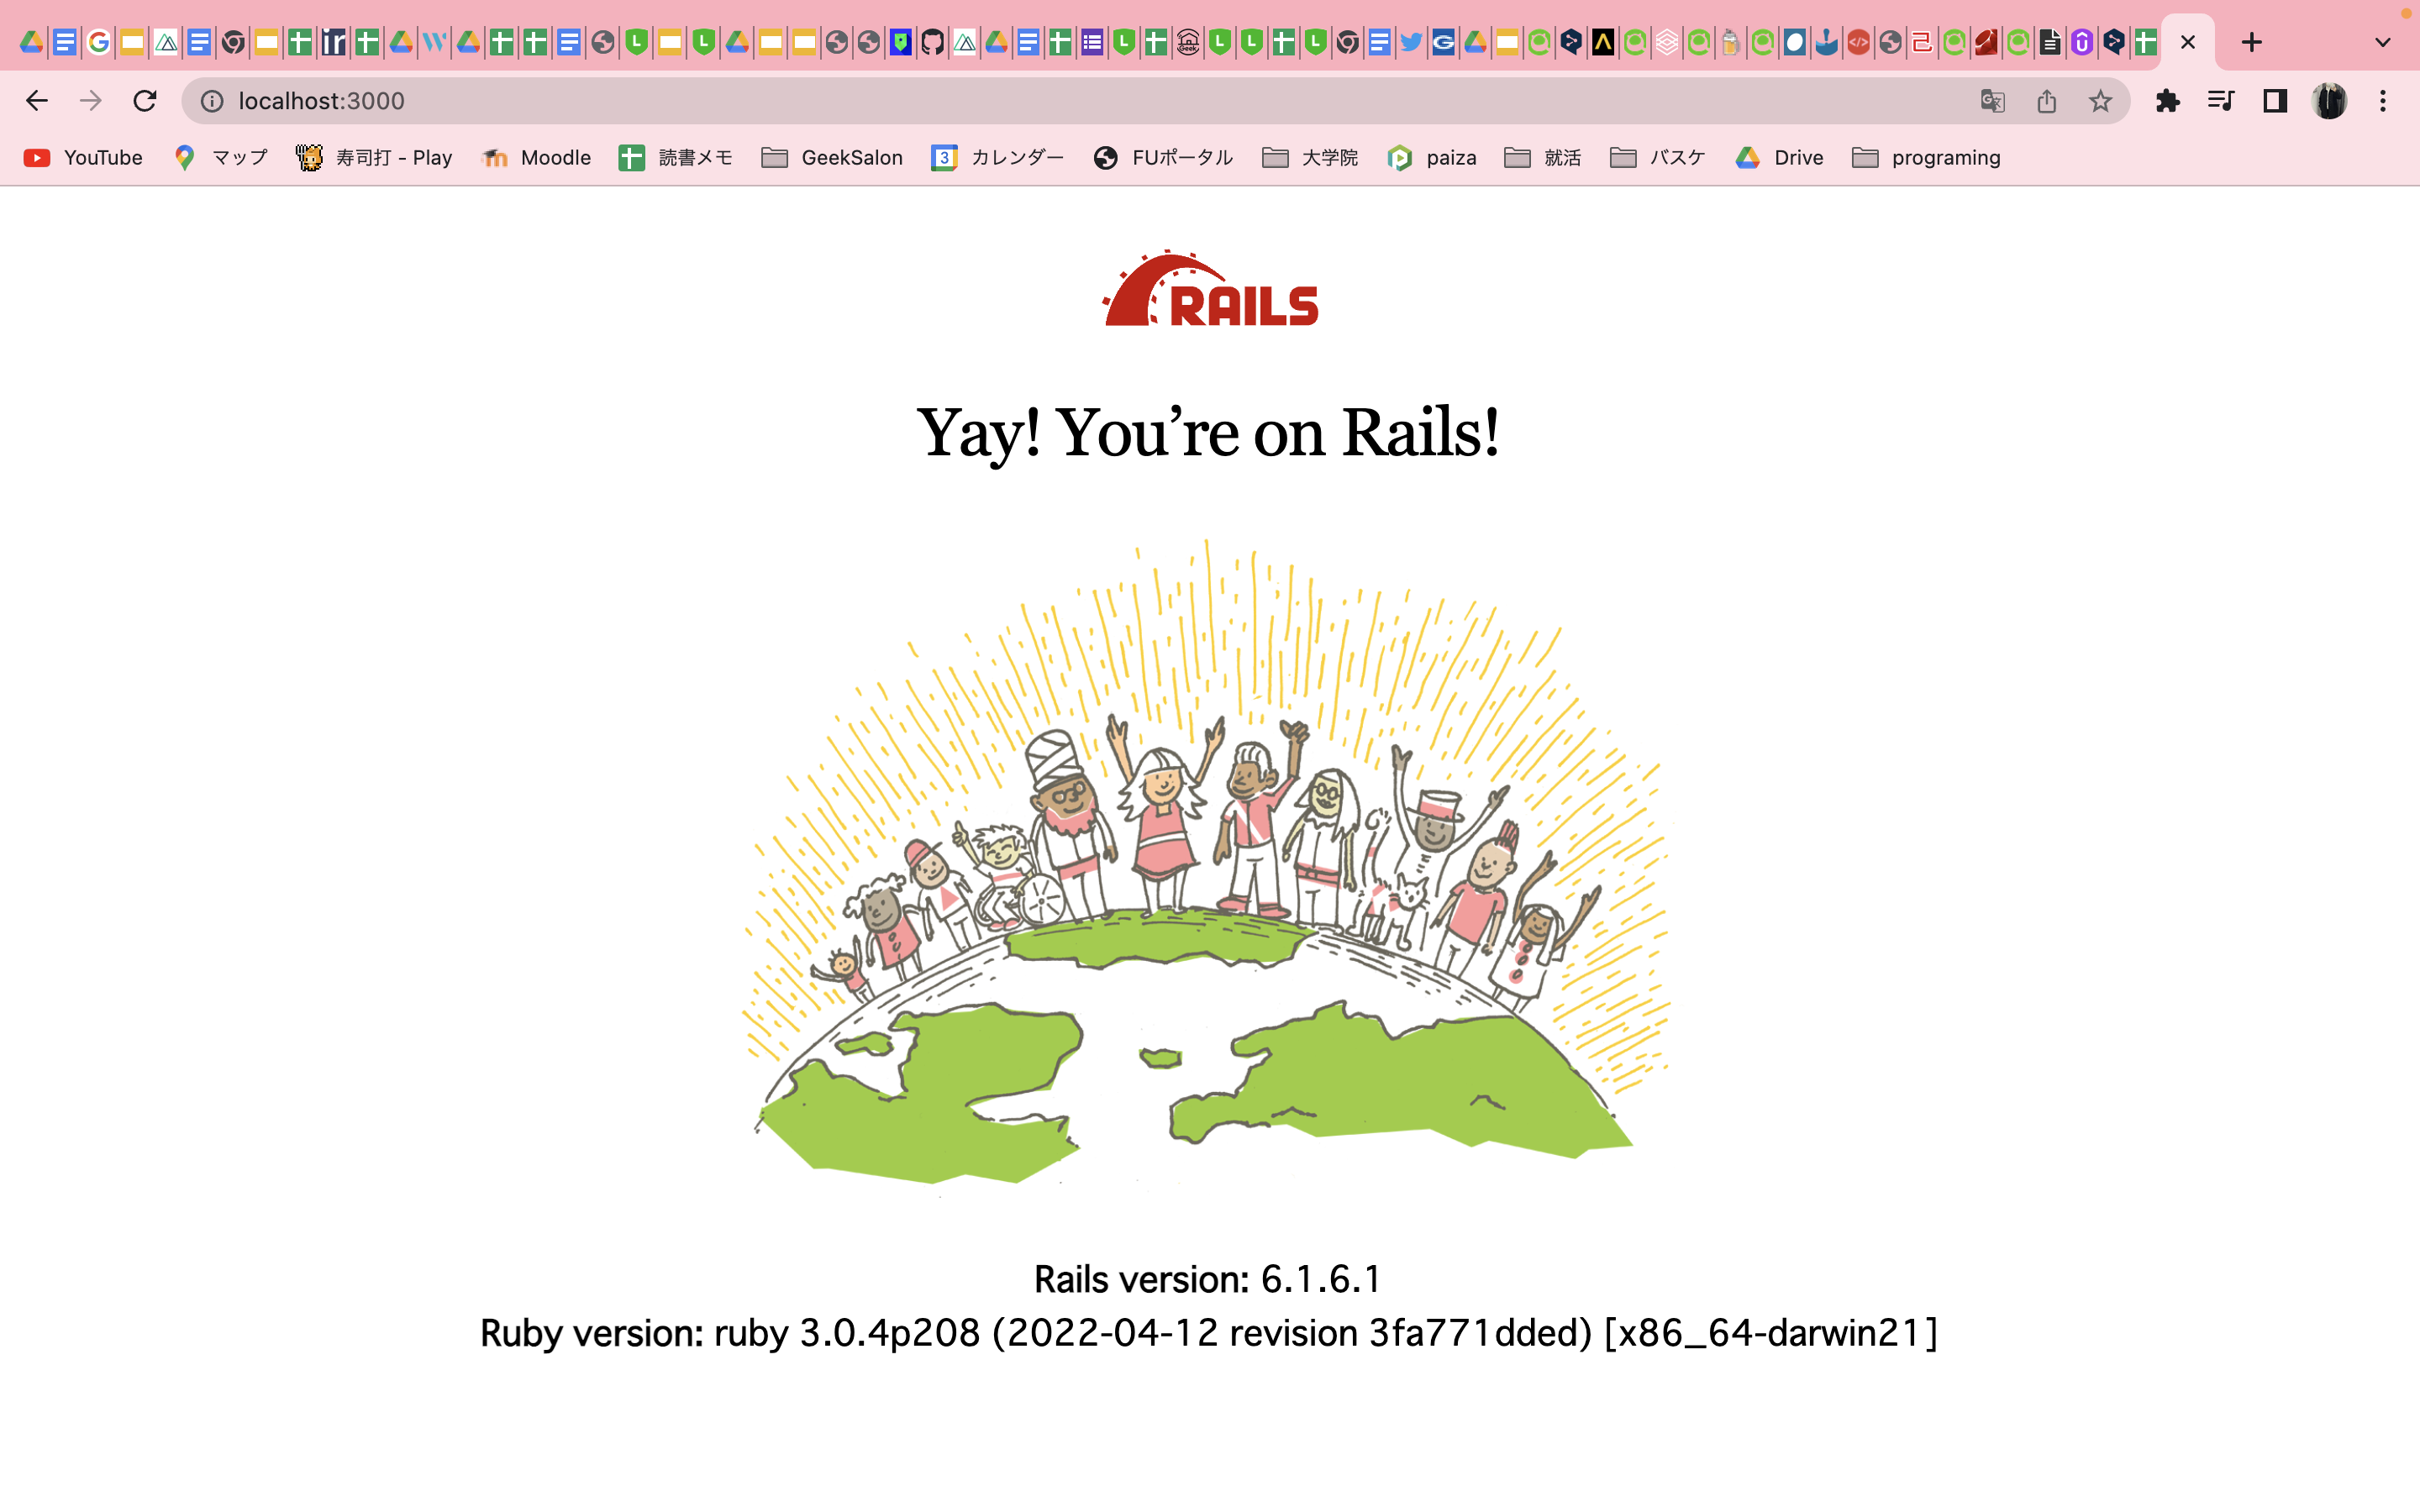 localhost:3000
YouTube マップ 寿司打 - Play Moodle 読書メモ GeekSalon カレンダー FUポータル 大学院 paiza 就活 バスケ Drive programing
RAILS
Yay! You’re on Rails!
Rails version: 6.1.6.1
Ruby version: ruby 3.0.4p208 (2022-04-12 revision 3fa771dded) [x86_64-darwin21]